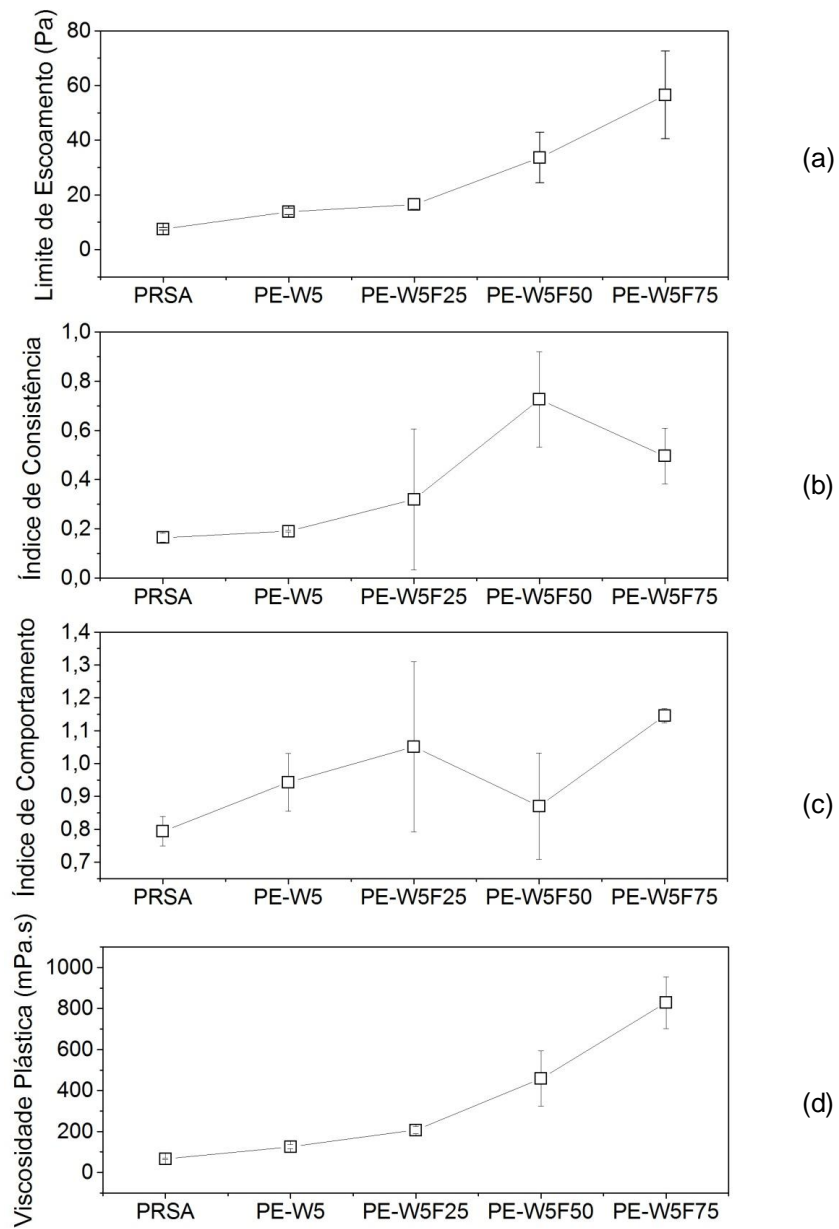 Limite de Escoamento (Pa)
80
60
40
20
0
PRSA PE-W5 PE-W5F25 PE-W5F50 PE-W5F75
(a)
Índice de Consistência
1,0
0,8
0,6
0,4
0,2
0,0
PRSA PE-W5 PE-W5F25 PE-W5F50 PE-W5F75
(b)
Índice de Comportamento
1,4
1,3
1,2
1,1
1,0
0,9
0,8
0,7
PRSA PE-W5 PE-W5F25 PE-W5F50 PE-W5F75
(c)
Viscosidade Plástica (mPa.s)
1000
800
600
400
200
0
PRSA PE-W5 PE-W5F25 PE-W5F50 PE-W5F75
(d)